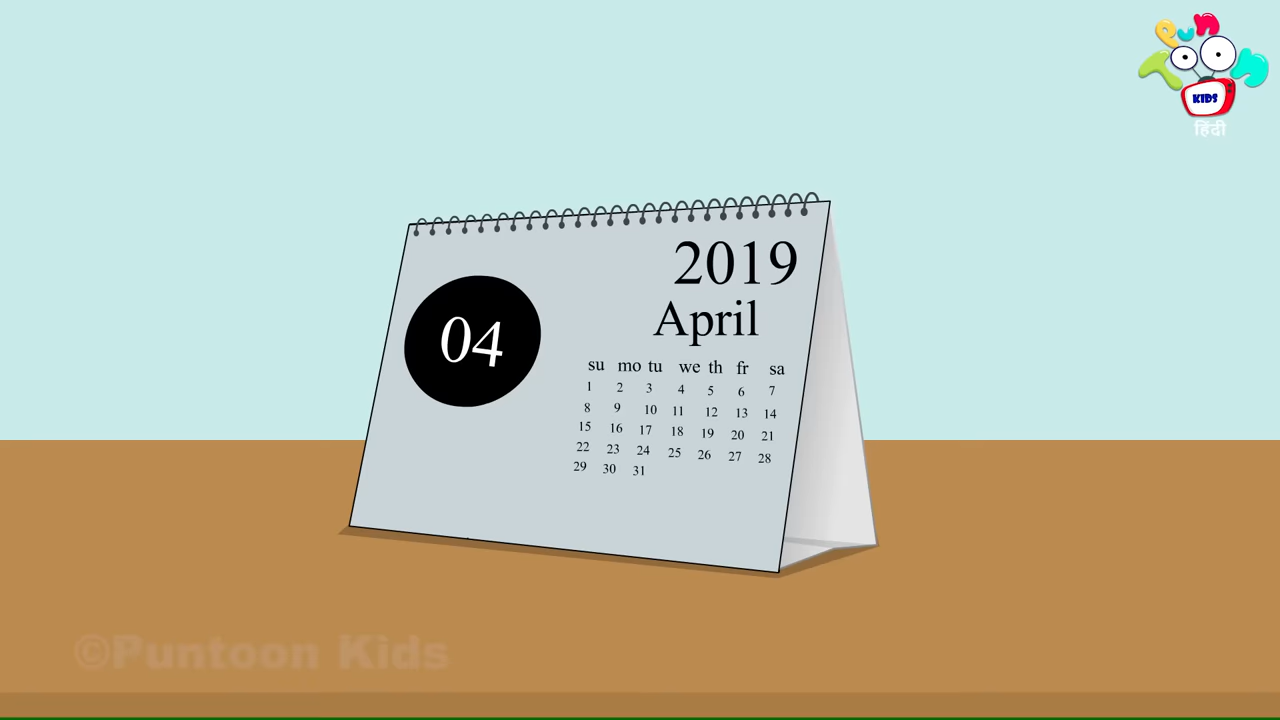 Pun
Toon
KIDS
हिंदी
2019
April
04
su mo tu we th fr sa
1 2 3 4 5 6 7
8 9 10 11 12 13 14
15 16 17 18 19 20 21
22 23 24 25 26 27 28
29 30 31
©Puntoon Kids